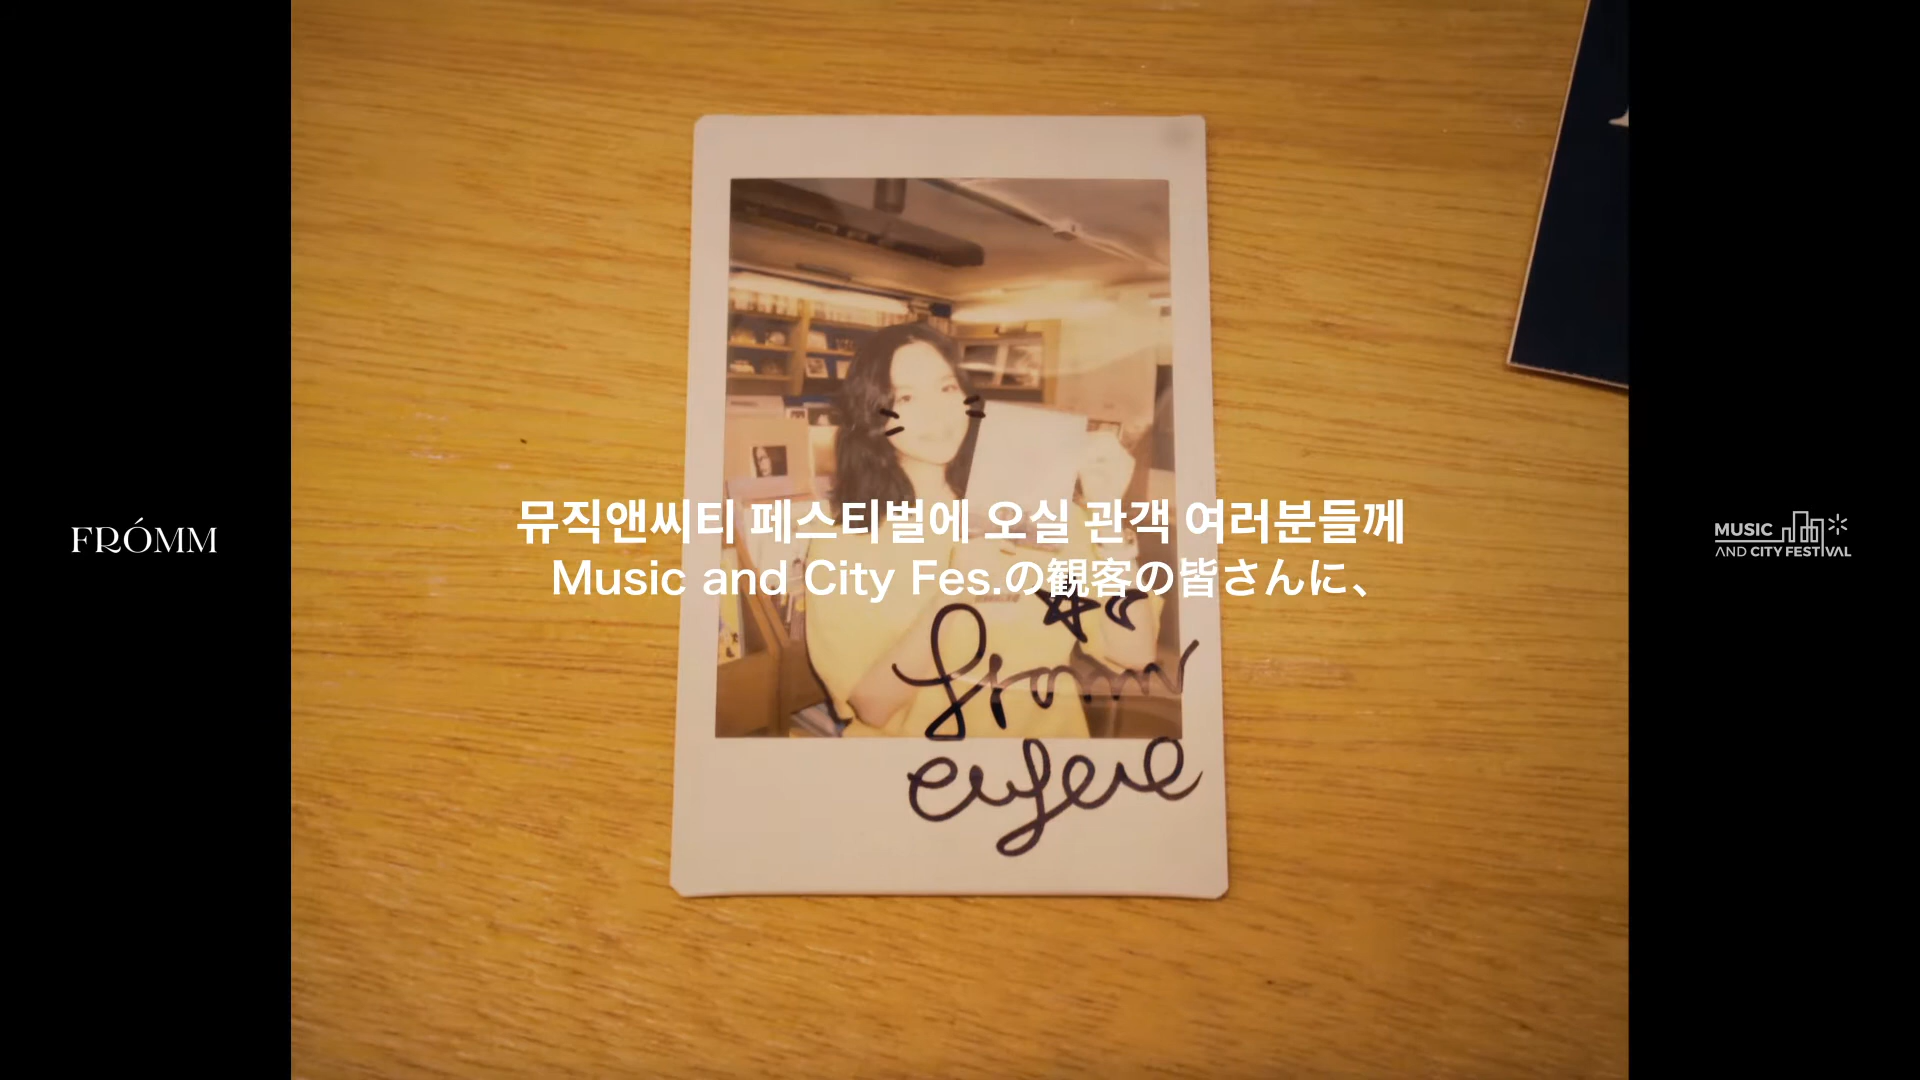 FRÓMM
뮤직앤씨티 페스티벌에 오실 관객 여러분들께
Music and City Fes.の観客の皆さんに、
fromm
eugene
MUSIC
AND CITY FESTIVAL